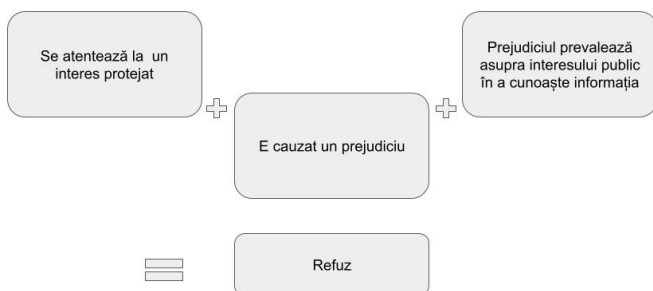 Se atentează la un
interes protejat
E cauzat un prejudiciu
Prejudiciul prevalează
asupra interesului public
în a cunoaște informația
Refuz